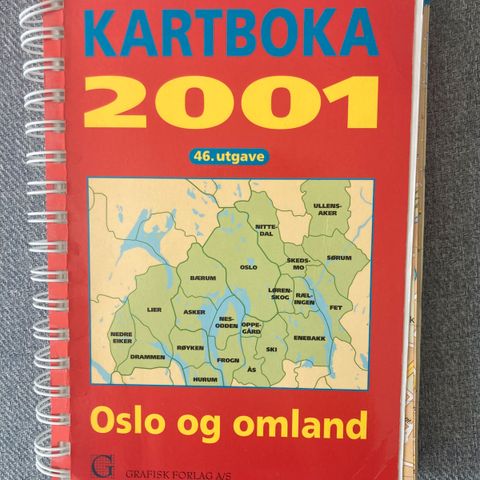 KARTBOKA
2001
46. utgave
ULLENS-
AKER
NITTE-
DAL
SKEDS-
MO
SØRUM
OSLO
BÆRUM
LØREN-
SKOG
RÆL-
INGEN
FET
LIER
ASKER
NES-
ODDEN
OPPE-
GÅRD
ENEBAKK
NEDRE
EIKER
DRAMMEN
RØYKEN
FROGN
SKI
ÅS
HURUM
Oslo og omland
G
GRAFISK FORLAG A/S